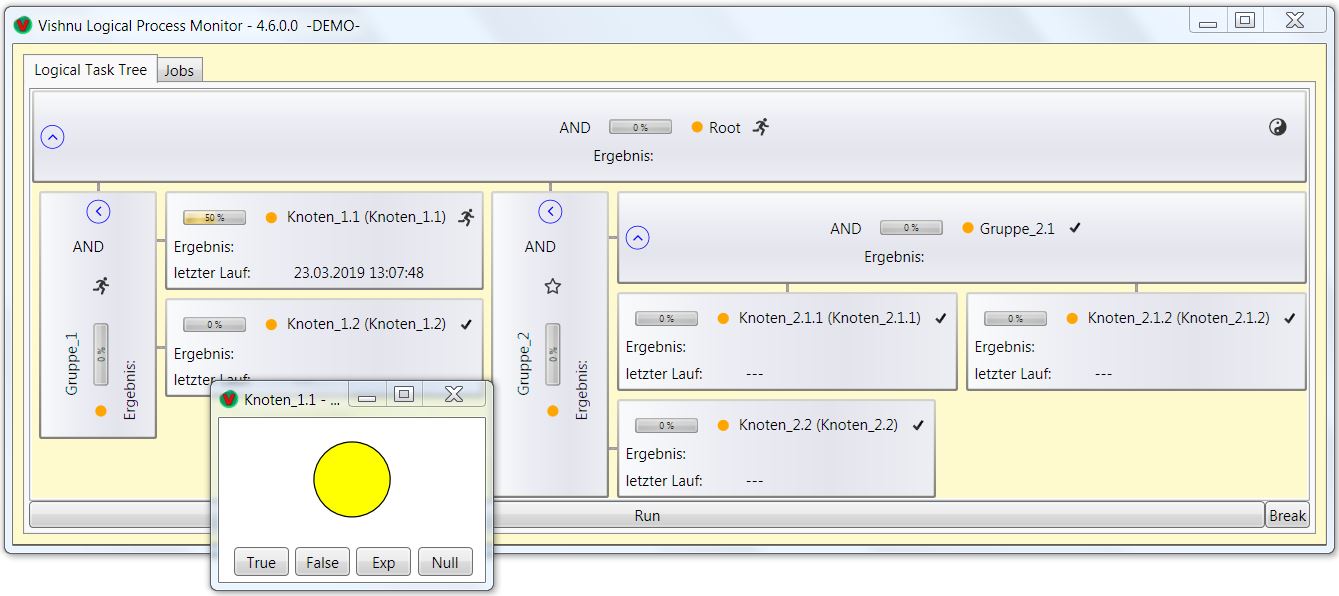 Vishnu Logical Process Monitor - 4.6.0.0 -DEMO-
Logical Task Tree
Jobs
AND 0 % Root
Ergebnis:
AND
Gruppe_1
0 %
Ergebnis:
50 % Knoten_1.1 (Knoten_1.1)
Ergebnis:
letzter Lauf: 23.03.2019 13:07:48
0 % Knoten_1.2 (Knoten_1.2)
Ergebnis:
letzter Lauf:
AND
Gruppe_2
0 %
Ergebnis:
AND 0 % Gruppe_2.1
Ergebnis:
0 % Knoten_2.1.1 (Knoten_2.1.1)
Ergebnis:
letzter Lauf: ---
0 % Knoten_2.1.2 (Knoten_2.1.2)
Ergebnis:
letzter Lauf: ---
0 % Knoten_2.2 (Knoten_2.2)
Ergebnis:
letzter Lauf: ---
Run
Break
Knoten_1.1 - ...
True False Exp Null